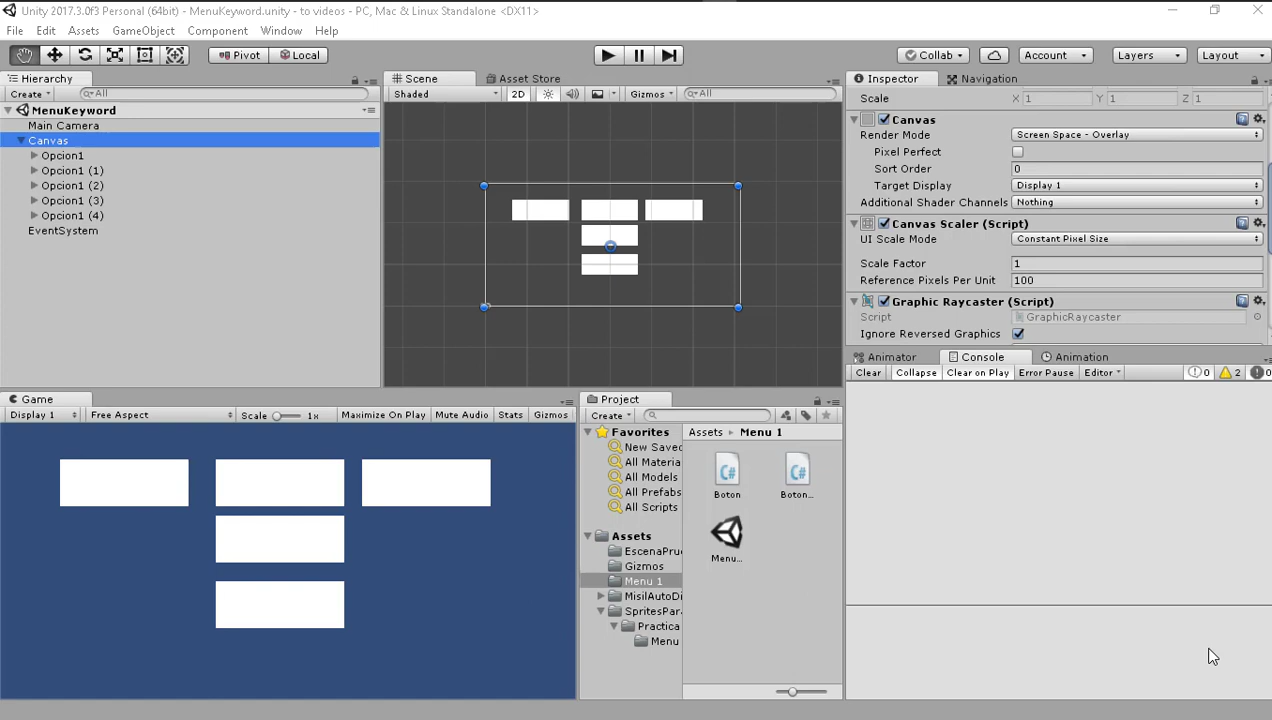 Unity 2017.3.0f3 Personal (64bit) - MenuKeyword.unity - to videos - PC, Mac & Linux Standalone <DX11>
File Edit Assets GameObject Component Window Help
Pivot Local Collab Account Layers Layout
Hierarchy
Create All
MenuKeyword
Main Camera
Canvas
Opcion1
Opcion1 (1)
Opcion1 (2)
Opcion1 (3)
Opcion1 (4)
EventSystem
Scene Asset Store
Shaded 2D Gizmos All
Inspector Navigation
Scale X 1 Y 1 Z 1
Canvas
Render Mode Screen Space - Overlay
Pixel Perfect
Sort Order 0
Target Display Display 1
Additional Shader Channels Nothing
Canvas Scaler (Script)
UI Scale Mode Constant Pixel Size
Scale Factor 1
Reference Pixels Per Unit 100
Graphic Raycaster (Script)
Script GraphicRaycaster
Ignore Reversed Graphics
Game
Display 1 Free Aspect Scale 1x Maximize On Play Mute Audio Stats Gizmos
Project
Create
Favorites
New Saved
All Materia
All Models
All Prefabs
All Scripts
Assets
EscenaPru
Gizmos
Menu 1
MisilAutoDi
SpritesPar
Practica
Menu
Assets Menu 1
Boton Boton...
Menu...
Animator Console Animation
Clear Collapse Clear on Play Error Pause Editor 0 2 0